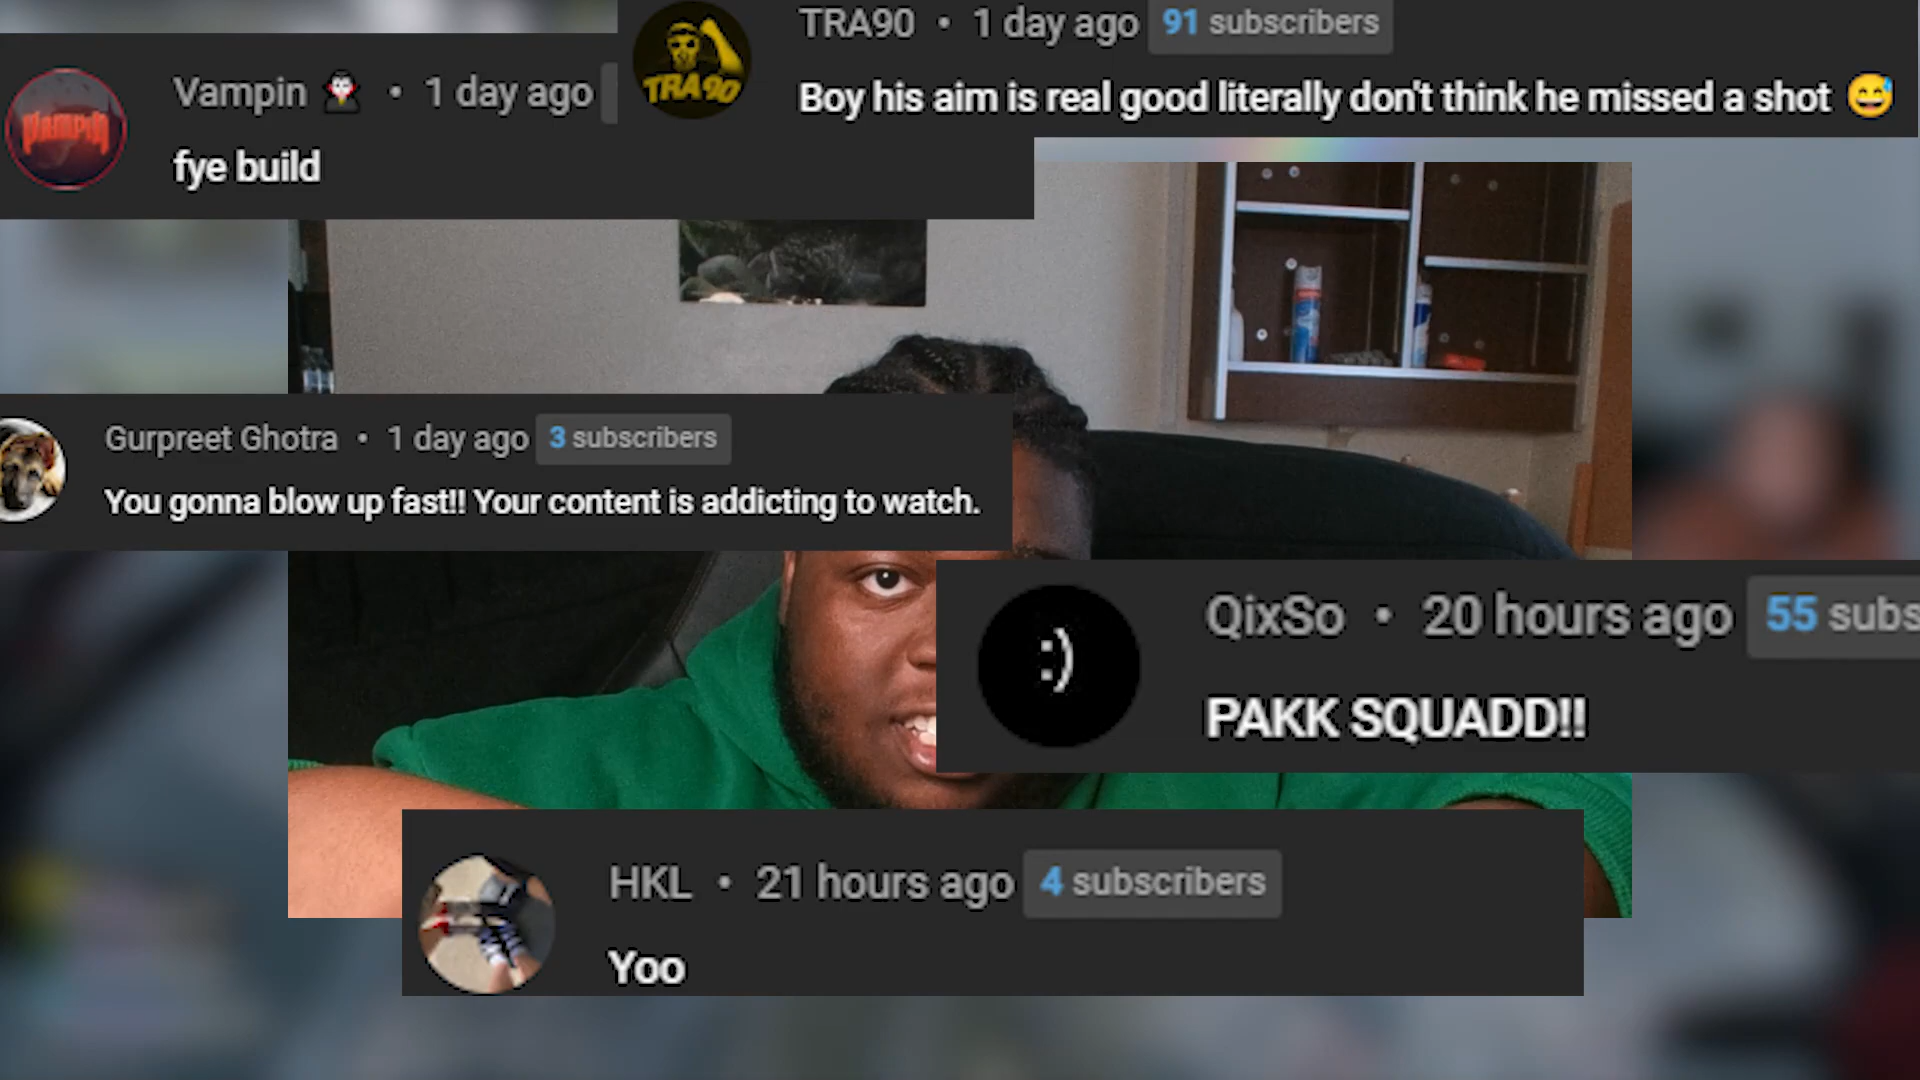 TRA90 • 1 day ago 91 subscribers
TRA90
Boy his aim is real good literally don't think he missed a shot 😅
Vampin 🧛🏻 • 1 day ago
VAMPIN
fye build
Gurpreet Ghotra • 1 day ago 3 subscribers
You gonna blow up fast!! Your content is addicting to watch.
QixSo • 20 hours ago 55 subs
:)
PAKK SQUADD!!
HKL • 21 hours ago 4 subscribers
Yoo